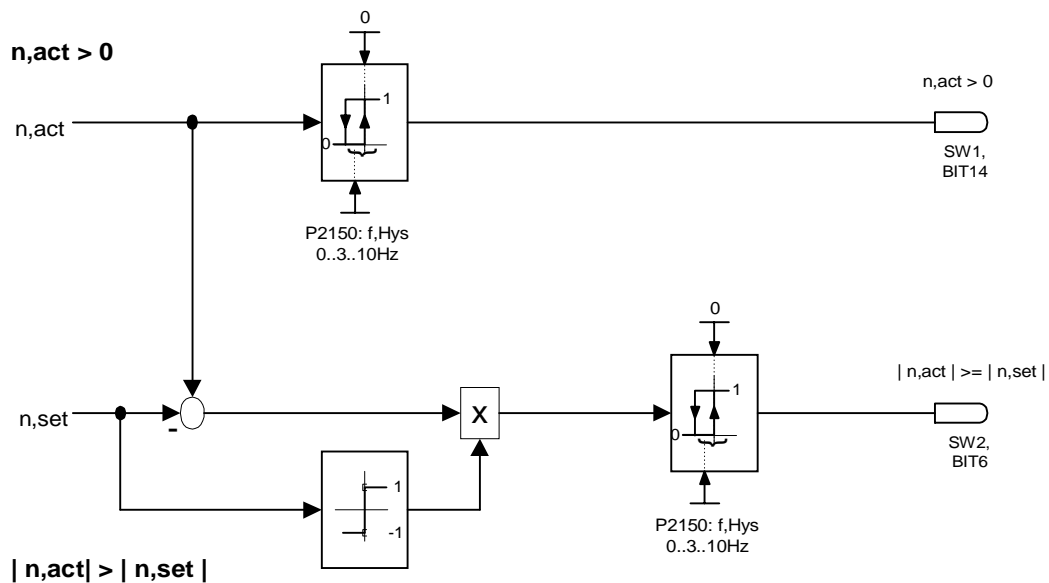 0
n,act > 0
n,act > 0
1
n,act
0
SW1,
BIT14
P2150: f,Hys
0..3..10Hz
0
| n,act | >= | n,set |
1
n,set
X
0
-
SW2,
BIT6
1
-1
P2150: f,Hys
0..3..10Hz
| n,act| > | n,set |